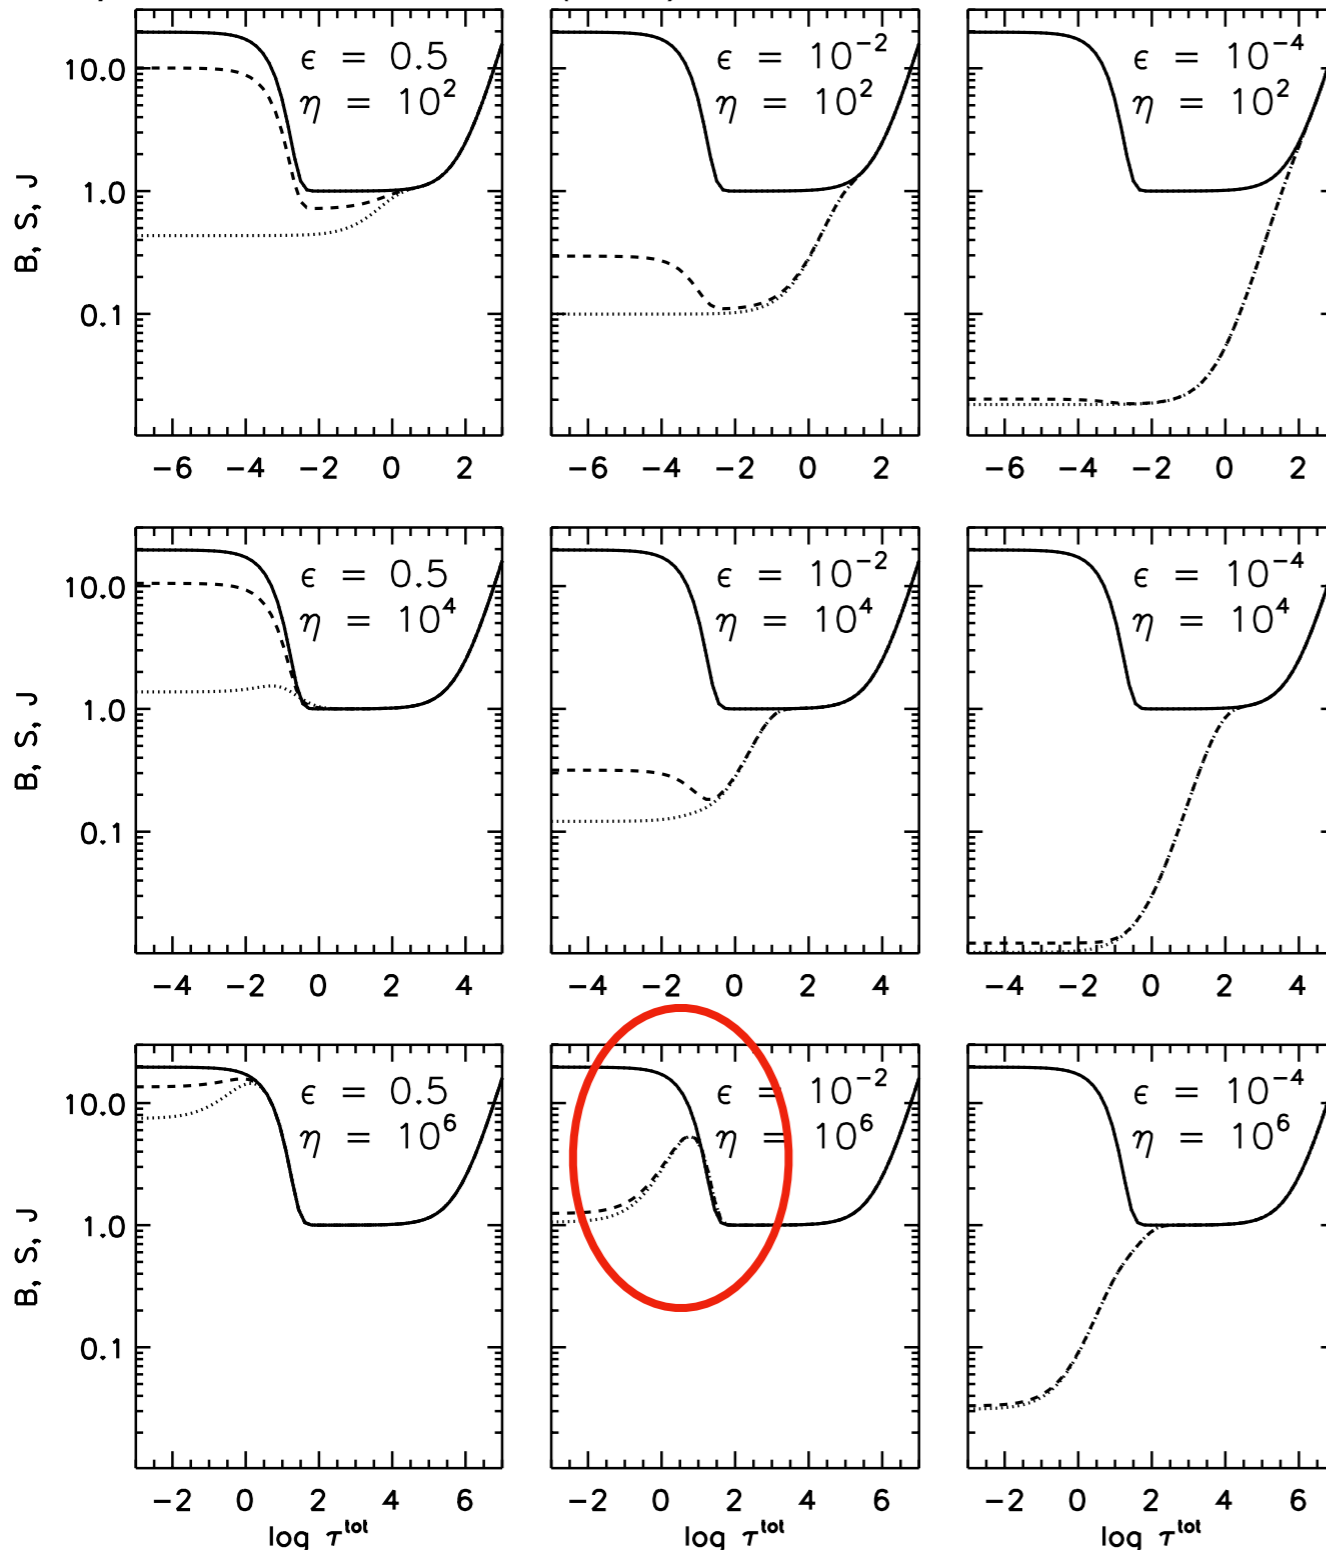 ϵ = 0.5
η = 10²
ϵ = 10⁻²
η = 10²
ϵ = 10⁻⁴
η = 10²
10.0
1.0
0.1
B, S, J
−6 −4 −2 0 2
−6 −4 −2 0 2
−6 −4 −2 0 2
ϵ = 0.5
η = 10⁴
ϵ = 10⁻²
η = 10⁴
ϵ = 10⁻⁴
η = 10⁴
10.0
1.0
0.1
B, S, J
−4 −2 0 2 4
−4 −2 0 2 4
−4 −2 0 2 4
ϵ = 0.5
η = 10⁶
ϵ = 10⁻²
η = 10⁶
ϵ = 10⁻⁴
η = 10⁶
10.0
1.0
0.1
B, S, J
−2 0 2 4 6
−2 0 2 4 6
−2 0 2 4 6
log τ^tot
log τ^tot
log τ^tot